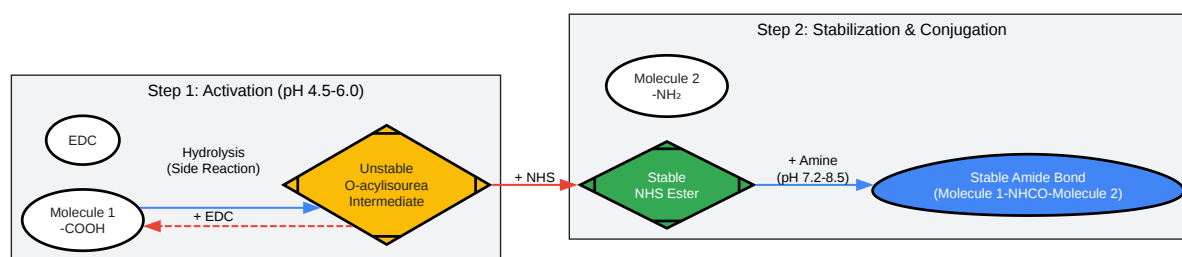 Step 1: Activation (pH 4.5-6.0)
EDC
Molecule 1
-COOH
Hydrolysis
(Side Reaction)
+ EDC
Unstable
O-acylisourea
Intermediate
+ NHS
Step 2: Stabilization & Conjugation
Molecule 2
-NH₂
Stable
NHS Ester
+ Amine
(pH 7.2-8.5)
Stable Amide Bond
(Molecule 1-NHCO-Molecule 2)